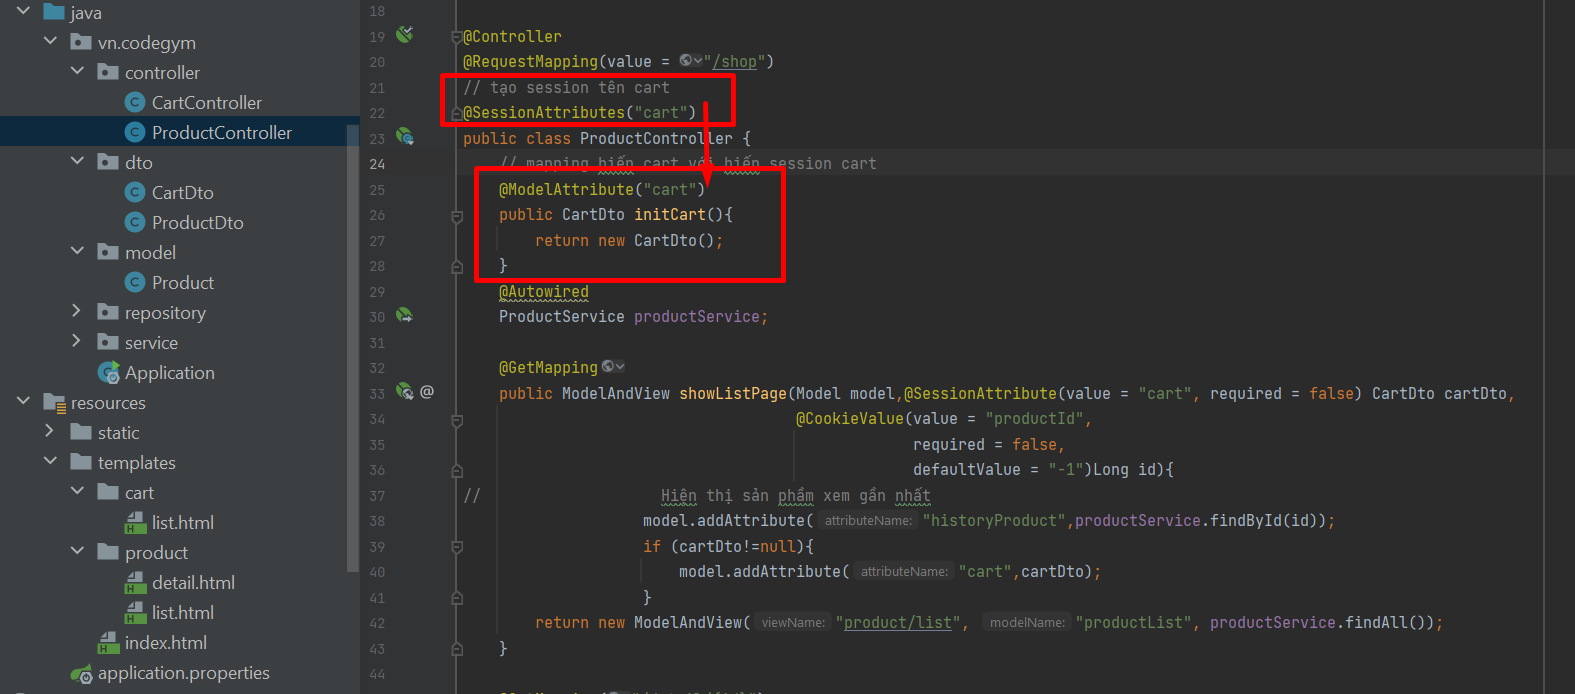 java
vn.codegym
controller
CartController
ProductController
dto
CartDto
ProductDto
model
Product
repository
service
Application
resources
static
templates
cart
list.html
product
detail.html
list.html
index.html
application.properties
18
19 @Controller
20 @RequestMapping(value = "/shop")
21 // tạo session tên cart
22 @SessionAttributes("cart")
23 public class ProductController {
24 // mapping biến cart với biến session cart
25 @ModelAttribute("cart")
26 public CartDto initCart(){
27 return new CartDto();
28 }
29 @Autowired
30 ProductService productService;
31
32 @GetMapping
33 @ public ModelAndView showListPage(Model model,@SessionAttribute(value = "cart", required = false) CartDto cartDto,
34 @CookieValue(value = "productId",
35 required = false,
36 defaultValue = "-1")Long id){
37 // Hiện thị sản phầm xem gần nhất
38 model.addAttribute( attributeName: "historyProduct",productService.findById(id));
39 if (cartDto!=null){
40 model.addAttribute( attributeName: "cart",cartDto);
41 }
42 return new ModelAndView( viewName: "product/list", modelName: "productList", productService.findAll());
43 }
44